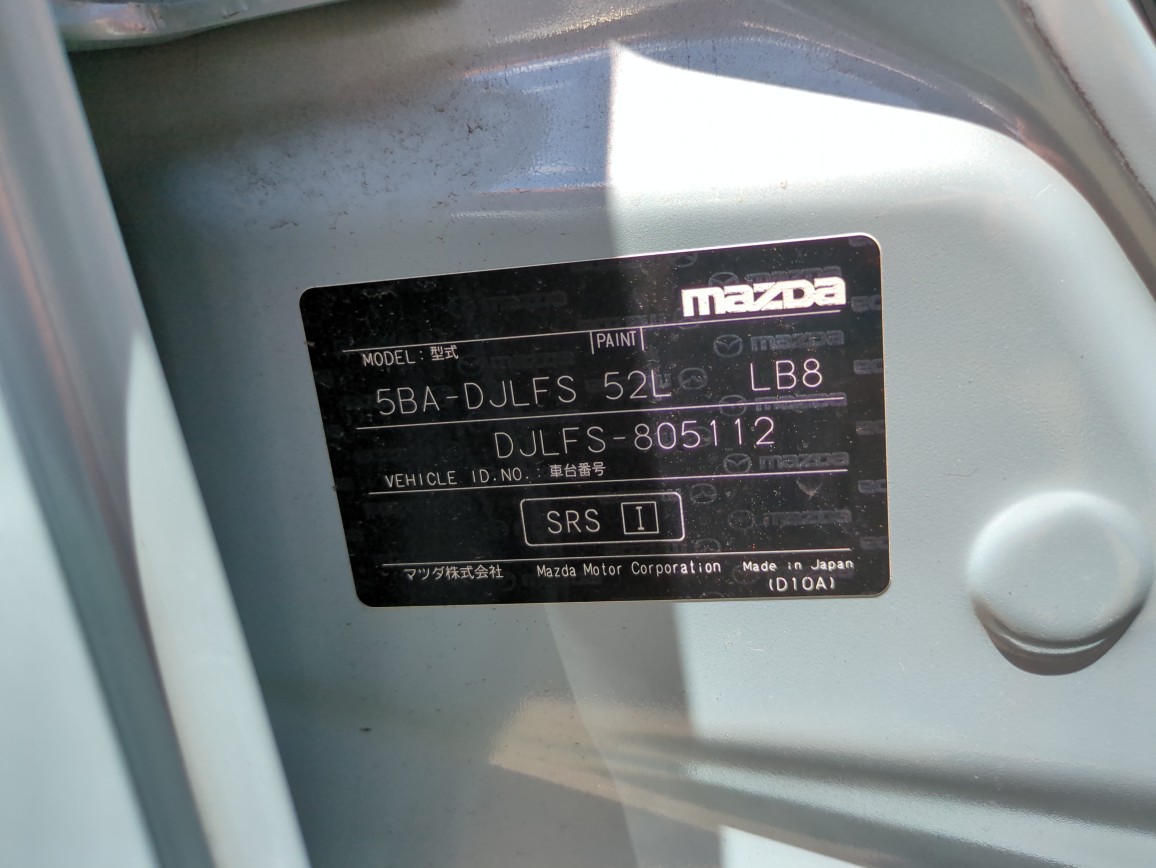 mazda
MODEL : 型式 PAINT
5BA-DJLFS 52L LB8
DJLFS-805112
VEHICLE ID.NO. : 車台番号
SRS I
マツダ株式会社 Mazda Motor Corporation Made in Japan
(D10A)